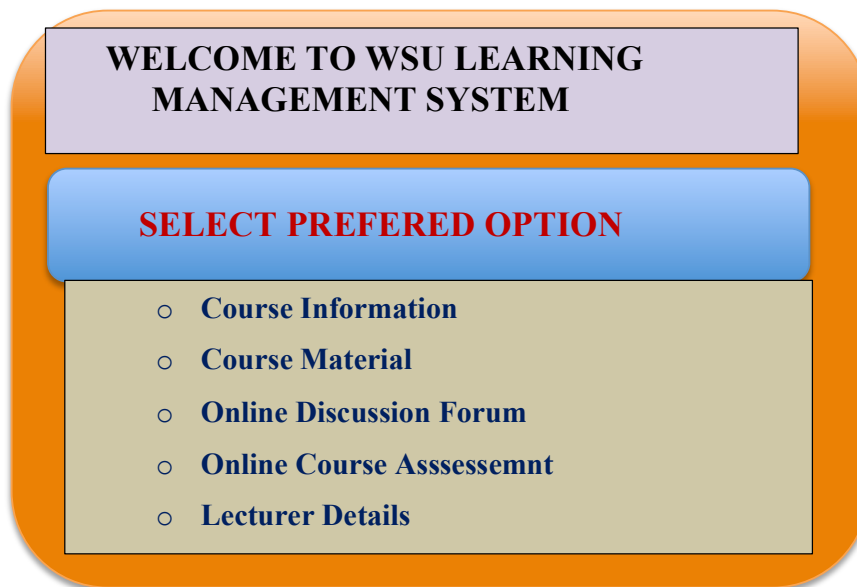 WELCOME TO WSU LEARNING
MANAGEMENT SYSTEM
SELECT PREFERED OPTION
o Course Information
o Course Material
o Online Discussion Forum
o Online Course Asssessemnt
o Lecturer Details